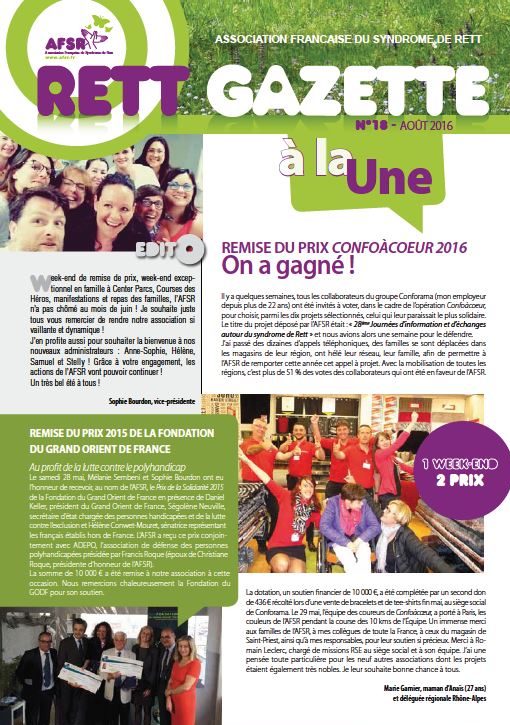 AFSR
Association Française du Syndrome de Rett
www.afsr.fr
ASSOCIATION FRANCAISE DU SYNDROME DE RETT
RETT GAZETTE
N°18 - AOÛT 2016
à la Une
EDITO
Week-end de remise de prix, week-end excep-
tionnel en famille à Center Parcs, Courses des
Héros, manifestations et repas des familles, l'AFSR
n'a pas chômé au mois de juin ! Je souhaite juste
tous vous remercier de rendre notre association si
vaillante et dynamique !
J'en profite aussi pour souhaiter la bienvenue à nos
nouveaux administrateurs : Anne-Sophie, Hélène,
Samuel et Stelly ! Grâce à votre engagement, les
actions de l'AFSR vont pouvoir continuer !
Un très bel été à tous !
Sophie Bourdon, vice-présidente
REMISE DU PRIX CONFOÀCOEUR 2016
On a gagné !
Il y a quelques semaines, tous les collaborateurs du groupe Conforama (mon employeur
depuis plus de 22 ans) ont été invités à voter, dans le cadre de l'opération Confoàcoeur,
pour choisir, parmi les dix projets sélectionnés, celui qui leur paraissait le plus solidaire.
Le titre du projet déposé par l'AFSR était : « 28èmes Journées d'information et d'échanges
autour du syndrome de Rett » et nous avions alors une semaine pour le défendre.
J'ai passé des dizaines d'appels téléphoniques, des familles se sont déplacées dans
les magasins de leur région, ont hélé leur réseau, leur famille, afin de permettre à
l'AFSR de remporter cette année cet appel à projet. Avec la mobilisation de toutes les
régions, c'est plus de 51 % des votes des collaborateurs qui ont été en faveur de l'AFSR.
REMISE DU PRIX 2015 DE LA FONDATION
DU GRAND ORIENT DE FRANCE
Au profit de la lutte contre le polyhandicap
Le samedi 28 mai, Mélanie Sembeni et Sophie Bourdon ont eu
l'honneur de recevoir, au nom de l'AFSR, le Prix de la Solidarité 2015
de la Fondation du Grand Orient de France en présence de Daniel
Keller, président du Grand Orient de France, Ségolène Neuville,
secrétaire d'état chargée des personnes handicapées et de la lutte
contre l'exclusion et Hélène Conwet-Mouret, sénatrice représentant
les français établis hors de France. L'AFSR a reçu ce prix conjoin-
tement avec ADEPO, l'association de défense des personnes
polyhandicapées présidée par Francis Roque (époux de Christiane
Roque, présidente d'honneur de l'AFSR).
La somme de 10 000 € a été remise à notre association à cette
occasion. Nous remercions chaleureusement la Fondation du
GODF pour son soutien.
1 WEEK-END
2 PRIX
La dotation, un soutien financier de 10 000 €, a été complétée par un second don
de 436 € récolté lors d'une vente de bracelets et de tee-shirts fin mai, au siège social
de Conforama. Le 29 mai, l'équipe des coureurs de Confoàcœur, a porté à Paris, les
couleurs de l'AFSR pendant la course des 10 kms de l'Equipe. Un immense merci
aux familles de l'AFSR, à mes collègues de toute la France, à ceux du magasin de
Saint-Priest, ainsi qu'à mes responsables, pour leur soutien si précieux. Merci à Ro-
main Leclerc, chargé de missions RSE au siège social et à son équipe. J'ai une
pensée toute particulière pour les neuf autres associations dont les projets
étaient également très nobles. Je leur souhaite bonne chance à tous.
Marie Garnier, maman d'Anaïs (27 ans)
et déléguée régionale Rhône-Alpes